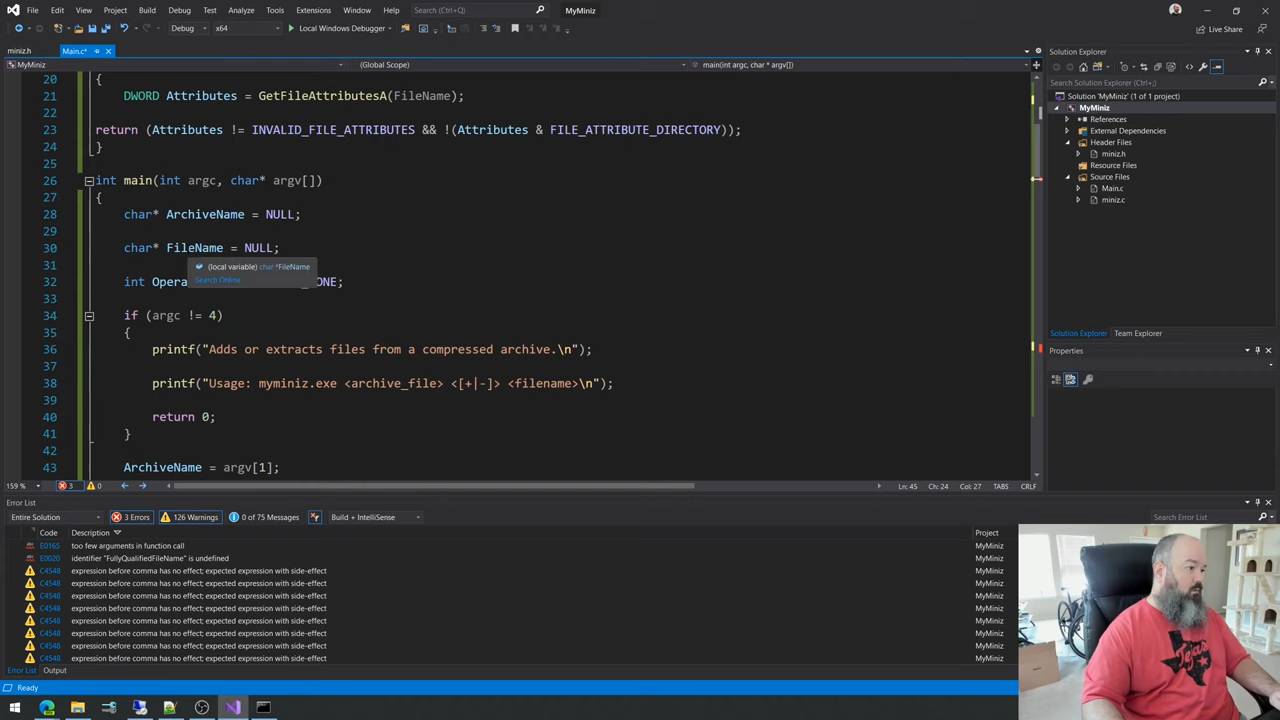 File Edit View Project Build Debug Test Analyze Tools Extensions Window Help Search (Ctrl+Q) MyMiniz
Debug x64 Local Windows Debugger Live Share
miniz.h Main.c*
MyMiniz (Global Scope) main(int argc, char * argv[])
20 {
21 DWORD Attributes = GetFileAttributesA(FileName);
22
23 return (Attributes != INVALID_FILE_ATTRIBUTES && !(Attributes & FILE_ATTRIBUTE_DIRECTORY));
24 }
25
26 int main(int argc, char* argv[])
27 {
28 char* ArchiveName = NULL;
29
30 char* FileName = NULL;
31 (local variable) char *FileName
Search Online
32 int Opera _ONE;
33
34 if (argc != 4)
35 {
36 printf("Adds or extracts files from a compressed archive.\n");
37
38 printf("Usage: myminiz.exe <archive_file> <[+|-]> <filename>\n");
39
40 return 0;
41 }
42
43 ArchiveName = argv[1];
159 % 3 0 Ln: 45 Ch: 24 Col: 27 TABS CRLF
Solution Explorer
Search Solution Explorer (Ctrl+;)
Solution 'MyMiniz' (1 of 1 project)
MyMiniz
References
External Dependencies
Header Files
miniz.h
Resource Files
Source Files
Main.c
miniz.c
Solution Explorer Team Explorer
Properties
Error List
Entire Solution 3 Errors 126 Warnings 0 of 75 Messages Build + IntelliSense Search Error List
Code Description Project
E0165 too few arguments in function call MyMiniz
E0020 identifier "FullyQualifiedFileName" is undefined MyMiniz
C4548 expression before comma has no effect; expected expression with side-effect MyMiniz
C4548 expression before comma has no effect; expected expression with side-effect MyMiniz
C4548 expression before comma has no effect; expected expression with side-effect MyMiniz
C4548 expression before comma has no effect; expected expression with side-effect MyMiniz
C4548 expression before comma has no effect; expected expression with side-effect MyMiniz
C4548 expression before comma has no effect; expected expression with side-effect MyMiniz
C4548 expression before comma has no effect; expected expression with side-effect MyMiniz
C4548 expression before comma has no effect; expected expression with side-effect MyMiniz
Error List Output
Ready